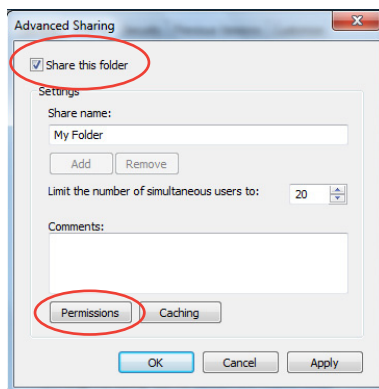 Advanced Sharing
Share this folder
Settings
Share name:
My Folder
Add Remove
Limit the number of simultaneous users to: 20
Comments:
Permissions Caching
OK Cancel Apply